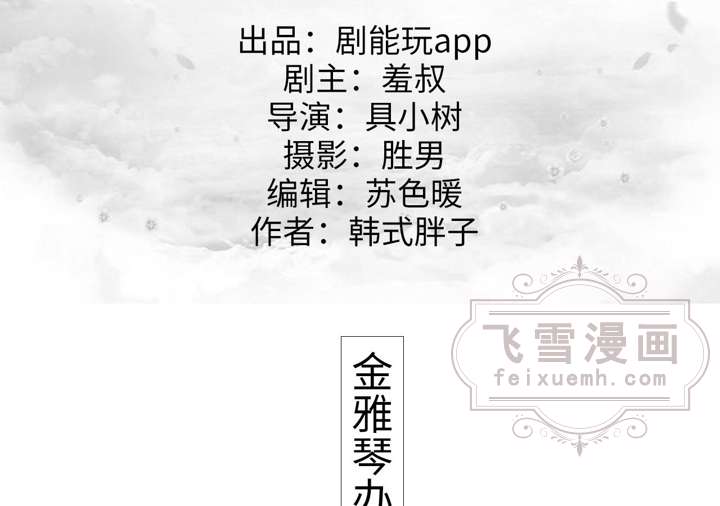 出品：剧能玩app
剧主：羞叔
导演：具小树
摄影：胜男
编辑：苏色暖
作者：韩式胖子
飞雪漫画
feixuemh.com
金雅琴办